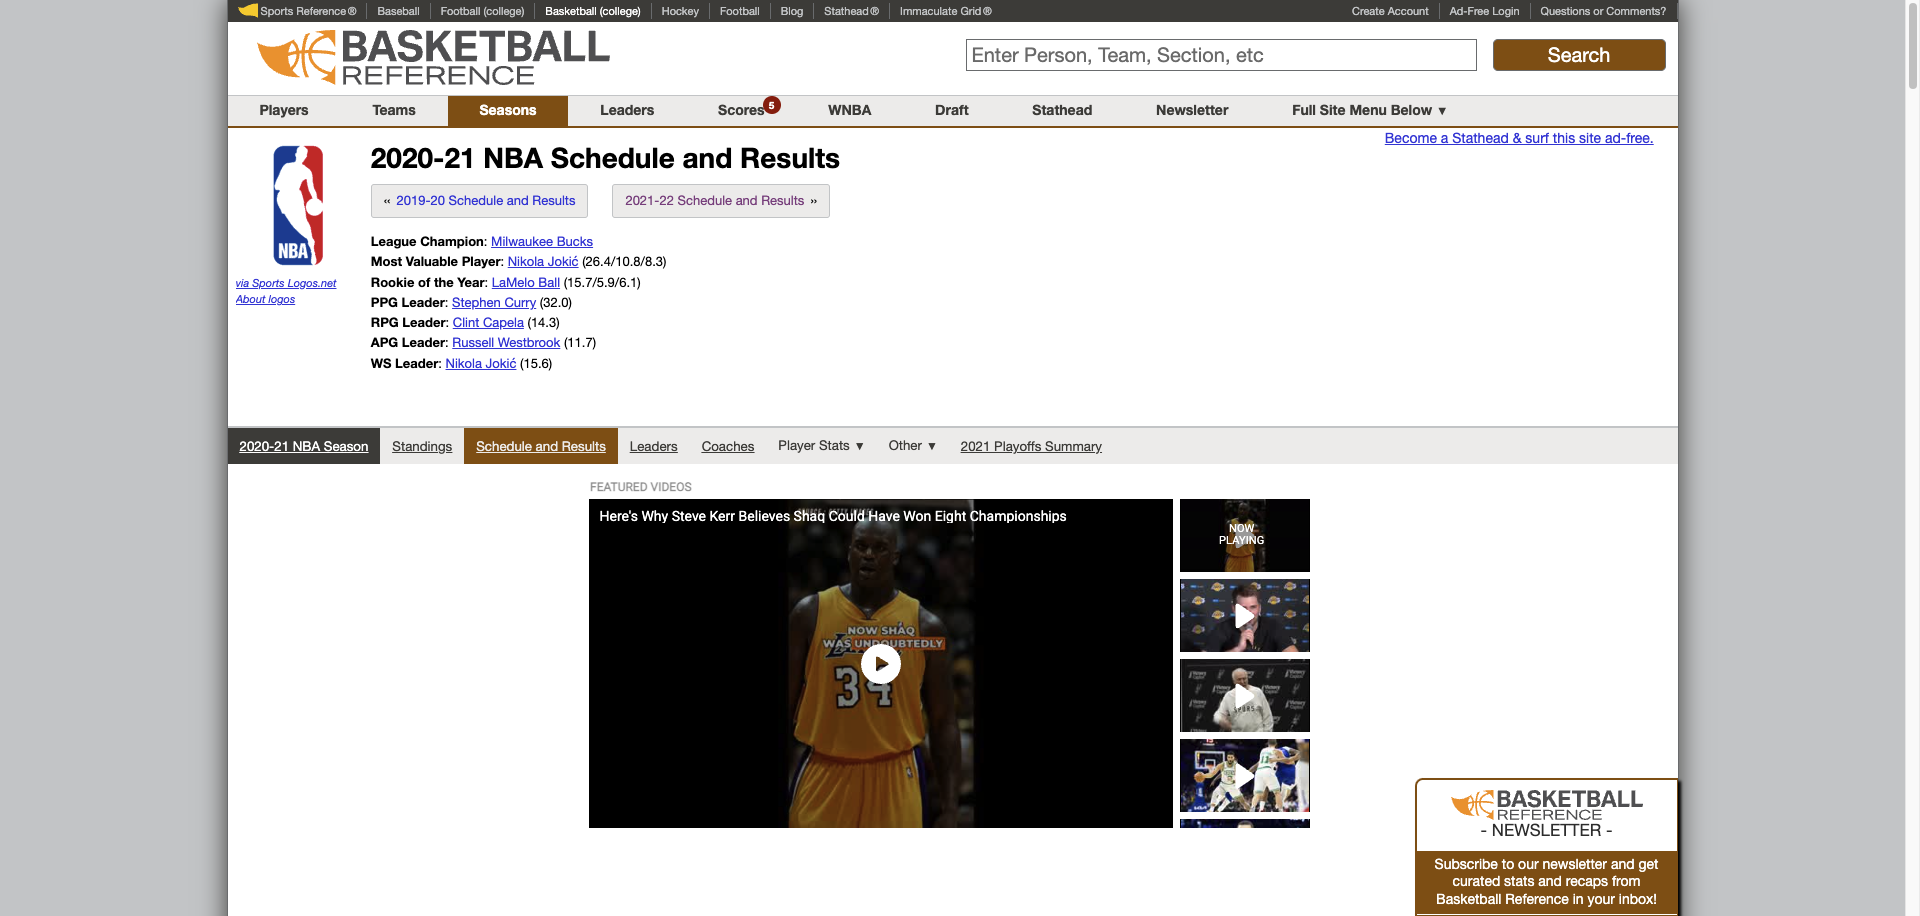 Sports Reference® Baseball Football (college) Basketball (college) Hockey Football Blog Stathead® Immaculate Grid® Create Account Ad-Free Login Questions or Comments?
BASKETBALL
REFERENCE
Enter Person, Team, Section, etc Search
Players Teams Seasons Leaders Scores 5 WNBA Draft Stathead Newsletter Full Site Menu Below ▼
Become a Stathead & surf this site ad-free.
NBA
via Sports Logos.net
About logos
2020-21 NBA Schedule and Results
« 2019-20 Schedule and Results 2021-22 Schedule and Results »
League Champion: Milwaukee Bucks
Most Valuable Player: Nikola Jokić (26.4/10.8/8.3)
Rookie of the Year: LaMelo Ball (15.7/5.9/6.1)
PPG Leader: Stephen Curry (32.0)
RPG Leader: Clint Capela (14.3)
APG Leader: Russell Westbrook (11.7)
WS Leader: Nikola Jokić (15.6)
2020-21 NBA Season Standings Schedule and Results Leaders Coaches Player Stats ▼ Other ▼ 2021 Playoffs Summary
FEATURED VIDEOS
Here's Why Steve Kerr Believes Shaq Could Have Won Eight Championships
NOW SHAQ
WAS UNDOUBTEDLY
34
NOW
PLAYING
SPURS
BASKETBALL
REFERENCE
- NEWSLETTER -
Subscribe to our newsletter and get
curated stats and recaps from
Basketball Reference in your inbox!